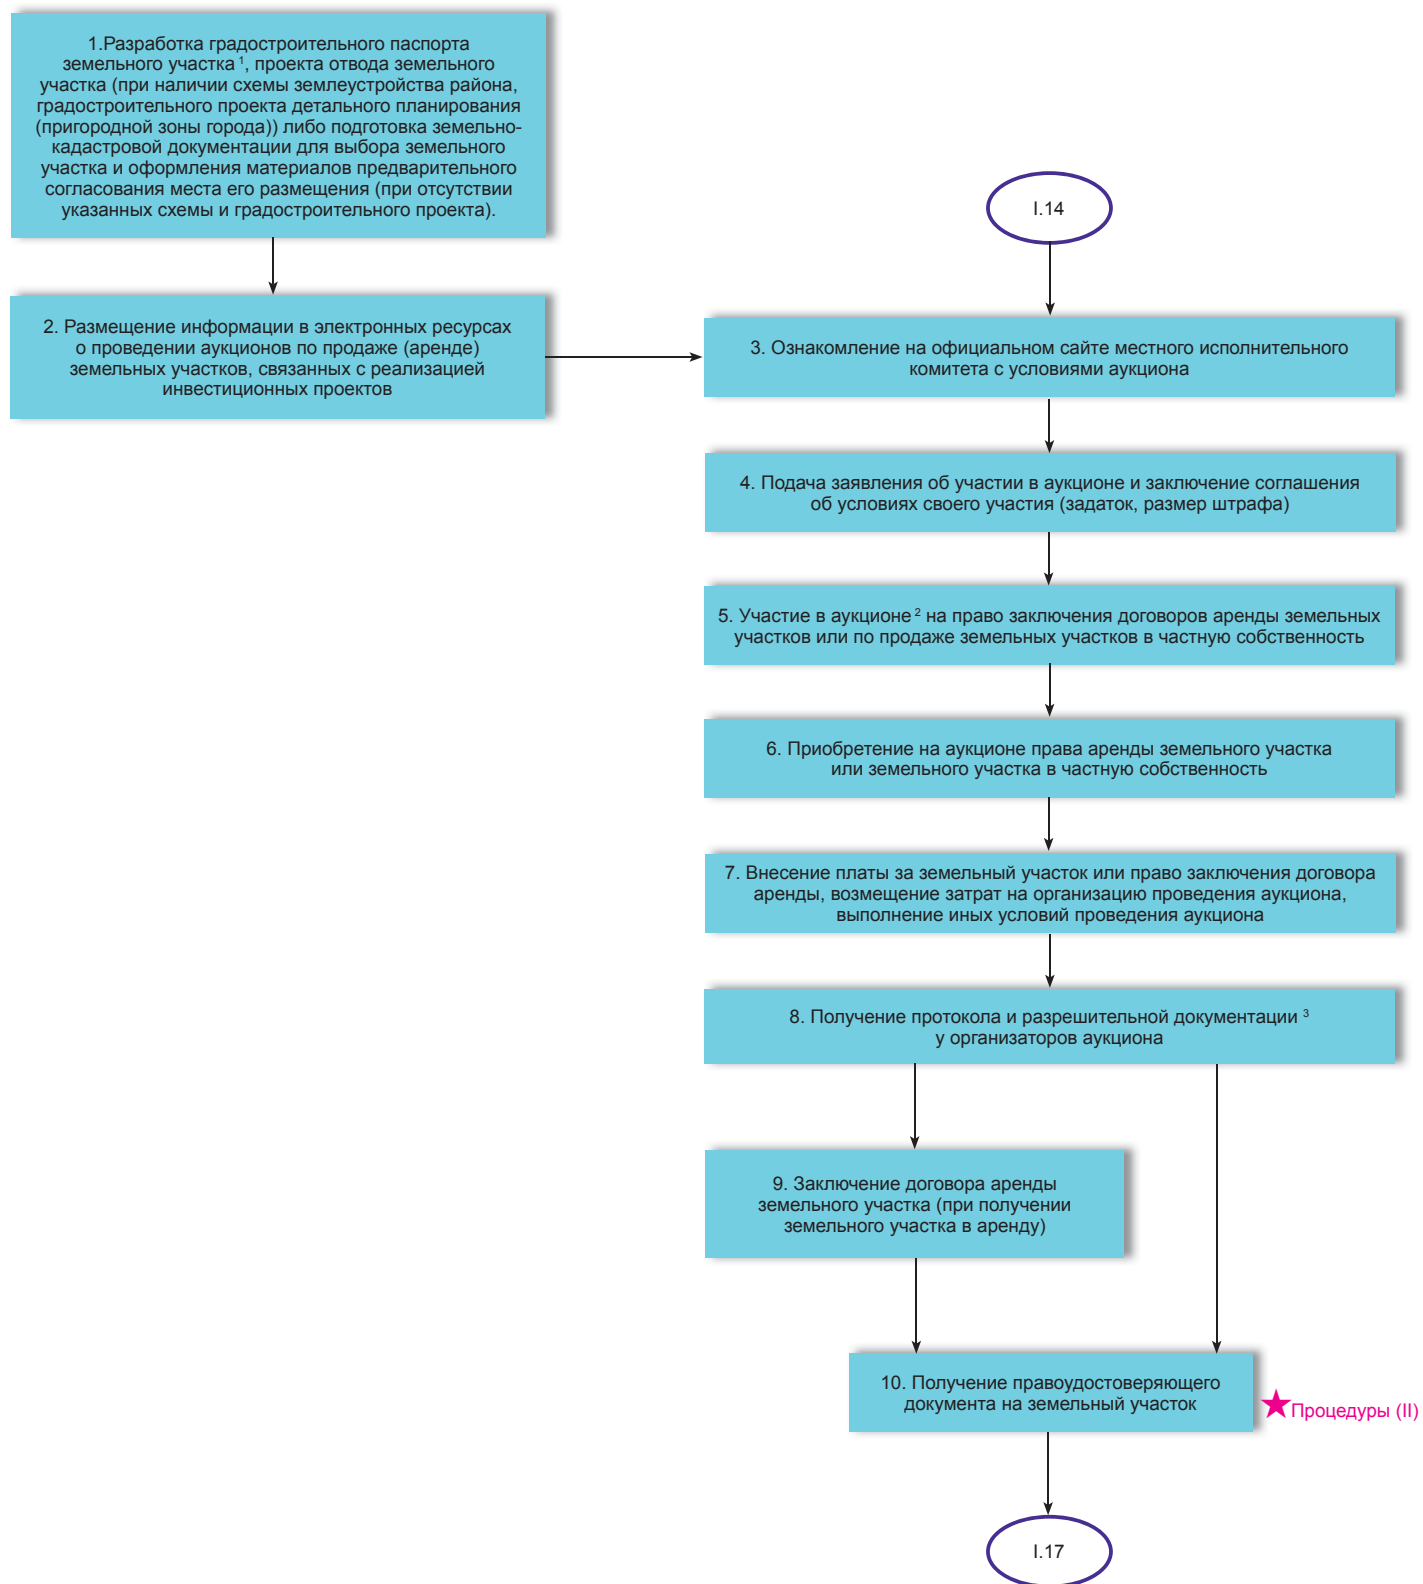 1.Разработка градостроительного паспорта
земельного участка ¹, проекта отвода земельного
участка (при наличии схемы землеустройства района,
градостроительного проекта детального планирования
(пригородной зоны города)) либо подготовка земельно-
кадастровой документации для выбора земельного
участка и оформления материалов предварительного
согласования места его размещения (при отсутствии
указанных схемы и градостроительного проекта).
2. Размещение информации в электронных ресурсах
о проведении аукционов по продаже (аренде)
земельных участков, связанных с реализацией
инвестиционных проектов
I.14
3. Ознакомление на официальном сайте местного исполнительного
комитета с условиями аукциона
4. Подача заявления об участии в аукционе и заключение соглашения
об условиях своего участия (задаток, размер штрафа)
5. Участие в аукционе ² на право заключения договоров аренды земельных
участков или по продаже земельных участков в частную собственность
6. Приобретение на аукционе права аренды земельного участка
или земельного участка в частную собственность
7. Внесение платы за земельный участок или право заключения договора
аренды, возмещение затрат на организацию проведения аукциона,
выполнение иных условий проведения аукциона
8. Получение протокола и разрешительной документации ³
у организаторов аукциона
9. Заключение договора аренды
земельного участка (при получении
земельного участка в аренду)
10. Получение правоудостоверяющего
документа на земельный участок
Процедуры (II)
I.17